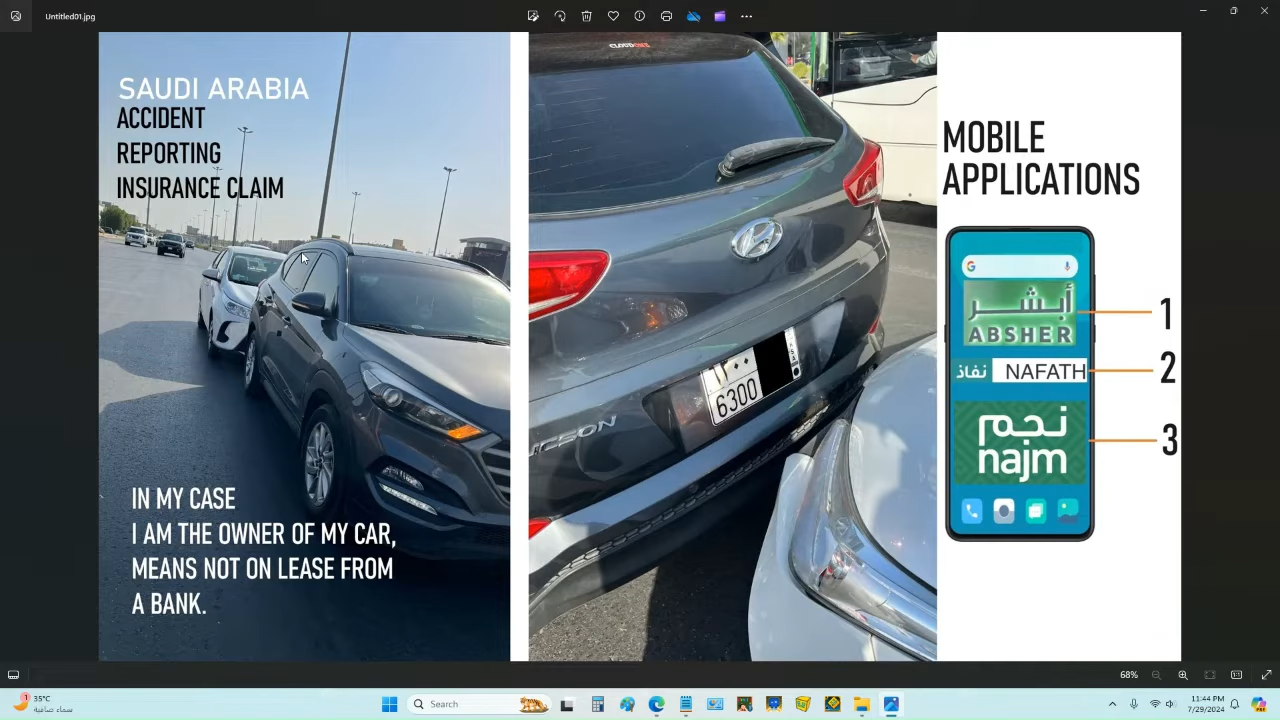 Untitled01.jpg
SAUDI ARABIA
ACCIDENT
REPORTING
INSURANCE CLAIM
IN MY CASE
I AM THE OWNER OF MY CAR,
MEANS NOT ON LEASE FROM
A BANK.
6300
MOBILE
APPLICATIONS
أبشر
ABSHER
1
نفاذ NAFATH
2
نجم
najm
3
68%
35°C
سماء صافية
Search
11:44 PM
7/29/2024